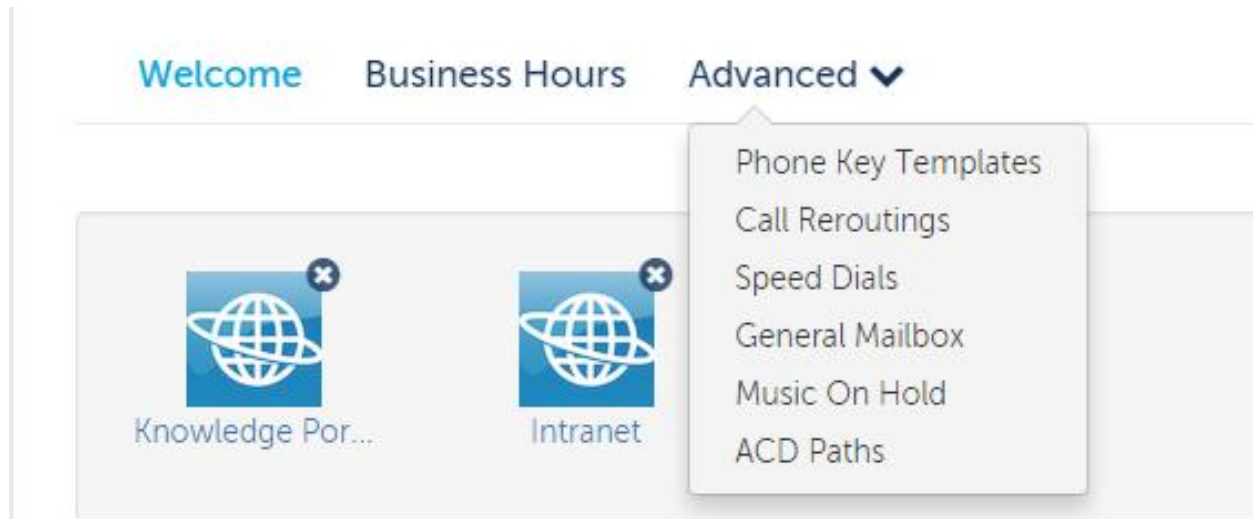 Welcome Business Hours Advanced
Phone Key Templates
Call Reroutings
Speed Dials
General Mailbox
Music On Hold
ACD Paths
Knowledge Por...
Intranet